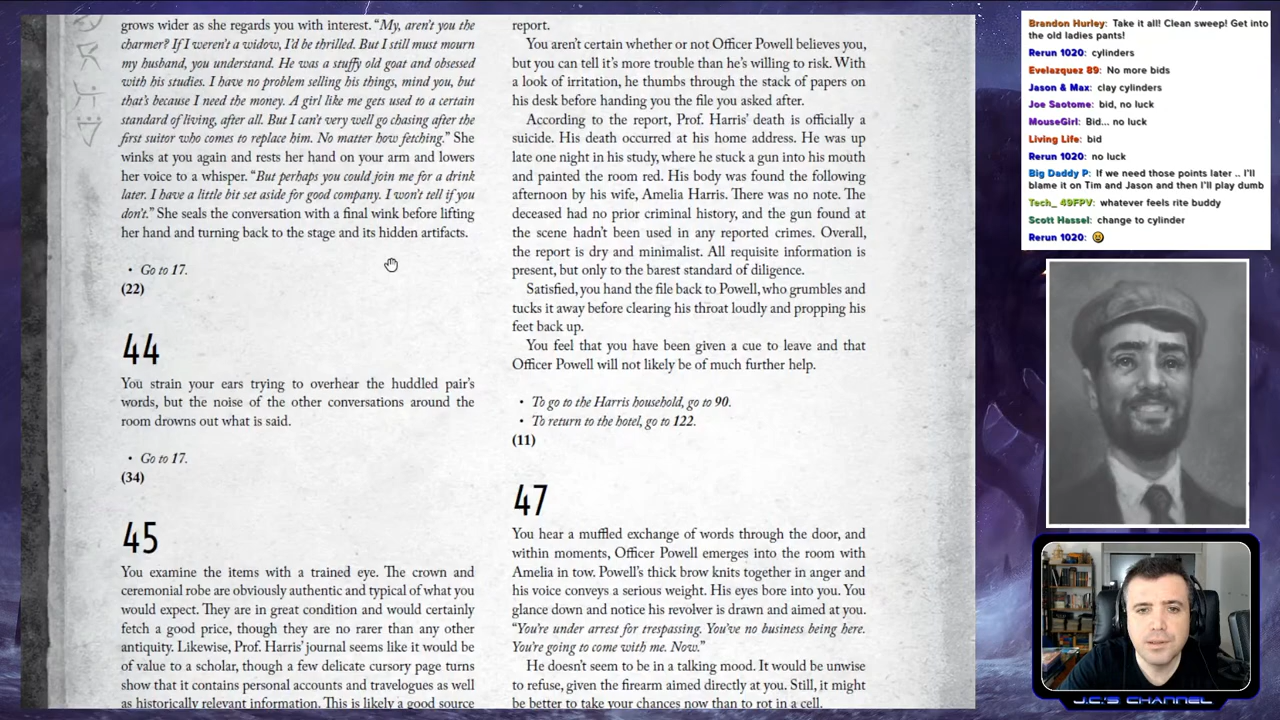 grows wider as she regards you with interest. “My, aren’t you the
charmer? If I weren’t a widow, I’d be thrilled. But I still must mourn
my husband, you understand. He was a dry old goat and obsessed
with his studies. I have no problem selling his things to you, but
that’s because I need the money. A girl like me gets used to a certain
standard of living, after all. But I can’t very well go chasing after the
first suitor who comes to replace him. No matter how fetching.” She
winks at you again and rests her hand on your arm and lowers
her voice to a whisper. “But perhaps you could join me for a drink
later. I have a little bit set aside for good company. I won’t tell if you
don’t.” She seals the conversation with a final wink before lifting
her hand and turning back to the stage and its hidden artifacts.
• Go to 17.
(22)
44
You strain your ears trying to overhear the huddled pair’s
words, but the noise of the other conversations around the
room drowns out what is said.
• Go to 17.
(34)
45
You examine the items with a trained eye. The crown and
ceremonial robe are obviously authentic and typical of what you
would expect. They are in great condition and would certainly
fetch a good price, though they are no rarer than any other
antiquity. Likewise, Prof. Harris’ journal seems like it would be
of value to a scholar, though a few delicate cursory page turns
show that it contains personal accounts and travelogues as well
as historically relevant information. This is likely a good source
report.
You aren’t certain whether or not Officer Powell believes you,
but you can tell it’s more trouble than he’s willing to risk. With
a look of irritation, he thumbs through the stack of papers on
his desk before handing you the file you asked after.
According to the report, Prof. Harris’ death is officially a
suicide. His death occurred at his home address. He was up
late one night in his study, where he stuck a gun into his mouth
and painted the room red. His body was found the following
afternoon by his wife, Amelia Harris. There was no note. The
deceased had no prior criminal history, and the gun found at
the scene hadn’t been used in any reported crimes. Overall,
the report is dry and minimalist. All requisite information is
present, but only to the barest standard of diligence.
Satisfied, you hand the file back to Powell, who grumbles and
tucks it away before clearing his throat loudly and propping his
feet back up.
You feel that you have been given a cue to leave and that
Officer Powell will not likely be of much further help.
• To go to the Harris household, go to 90.
• To return to the hotel, go to 122.
(11)
47
You hear a muffled exchange of words through the door, and
within moments, Officer Powell emerges into the room with
Amelia in tow. Powell’s thick brow knits together in anger and
his voice conveys a serious weight. His eyes bore into you. You
glance down and notice his revolver is drawn and aimed at you.
“You’re under arrest for trespassing. You’ve no business being here.
You’re going to come with me. Now.”
He doesn’t seem to be in a talking mood. It would be unwise
to refuse, given the firearm aimed directly at you. Still, it might
be better to take your chances now than to rot in a cell.
Brandon Hurley: Take it all! Clean sweep! Get into
the old ladies pants!
Rerun 1020: cylinders
Evelazquez 89: No more bids
Jason & Max: clay cylinders
Joe Saotome: bid, no luck
MouseGirl: Bid... no luck
Living Life: bid
Rerun 1020: no luck
Big Daddy P: If we need those points later .. I’ll
blame it on Tim and Jason and then I’ll play dumb
Tech_ 49FPV: whatever feels rite buddy
Scott Hassel: change to cylinder
Rerun 1020:
J.C.'S CHANNEL